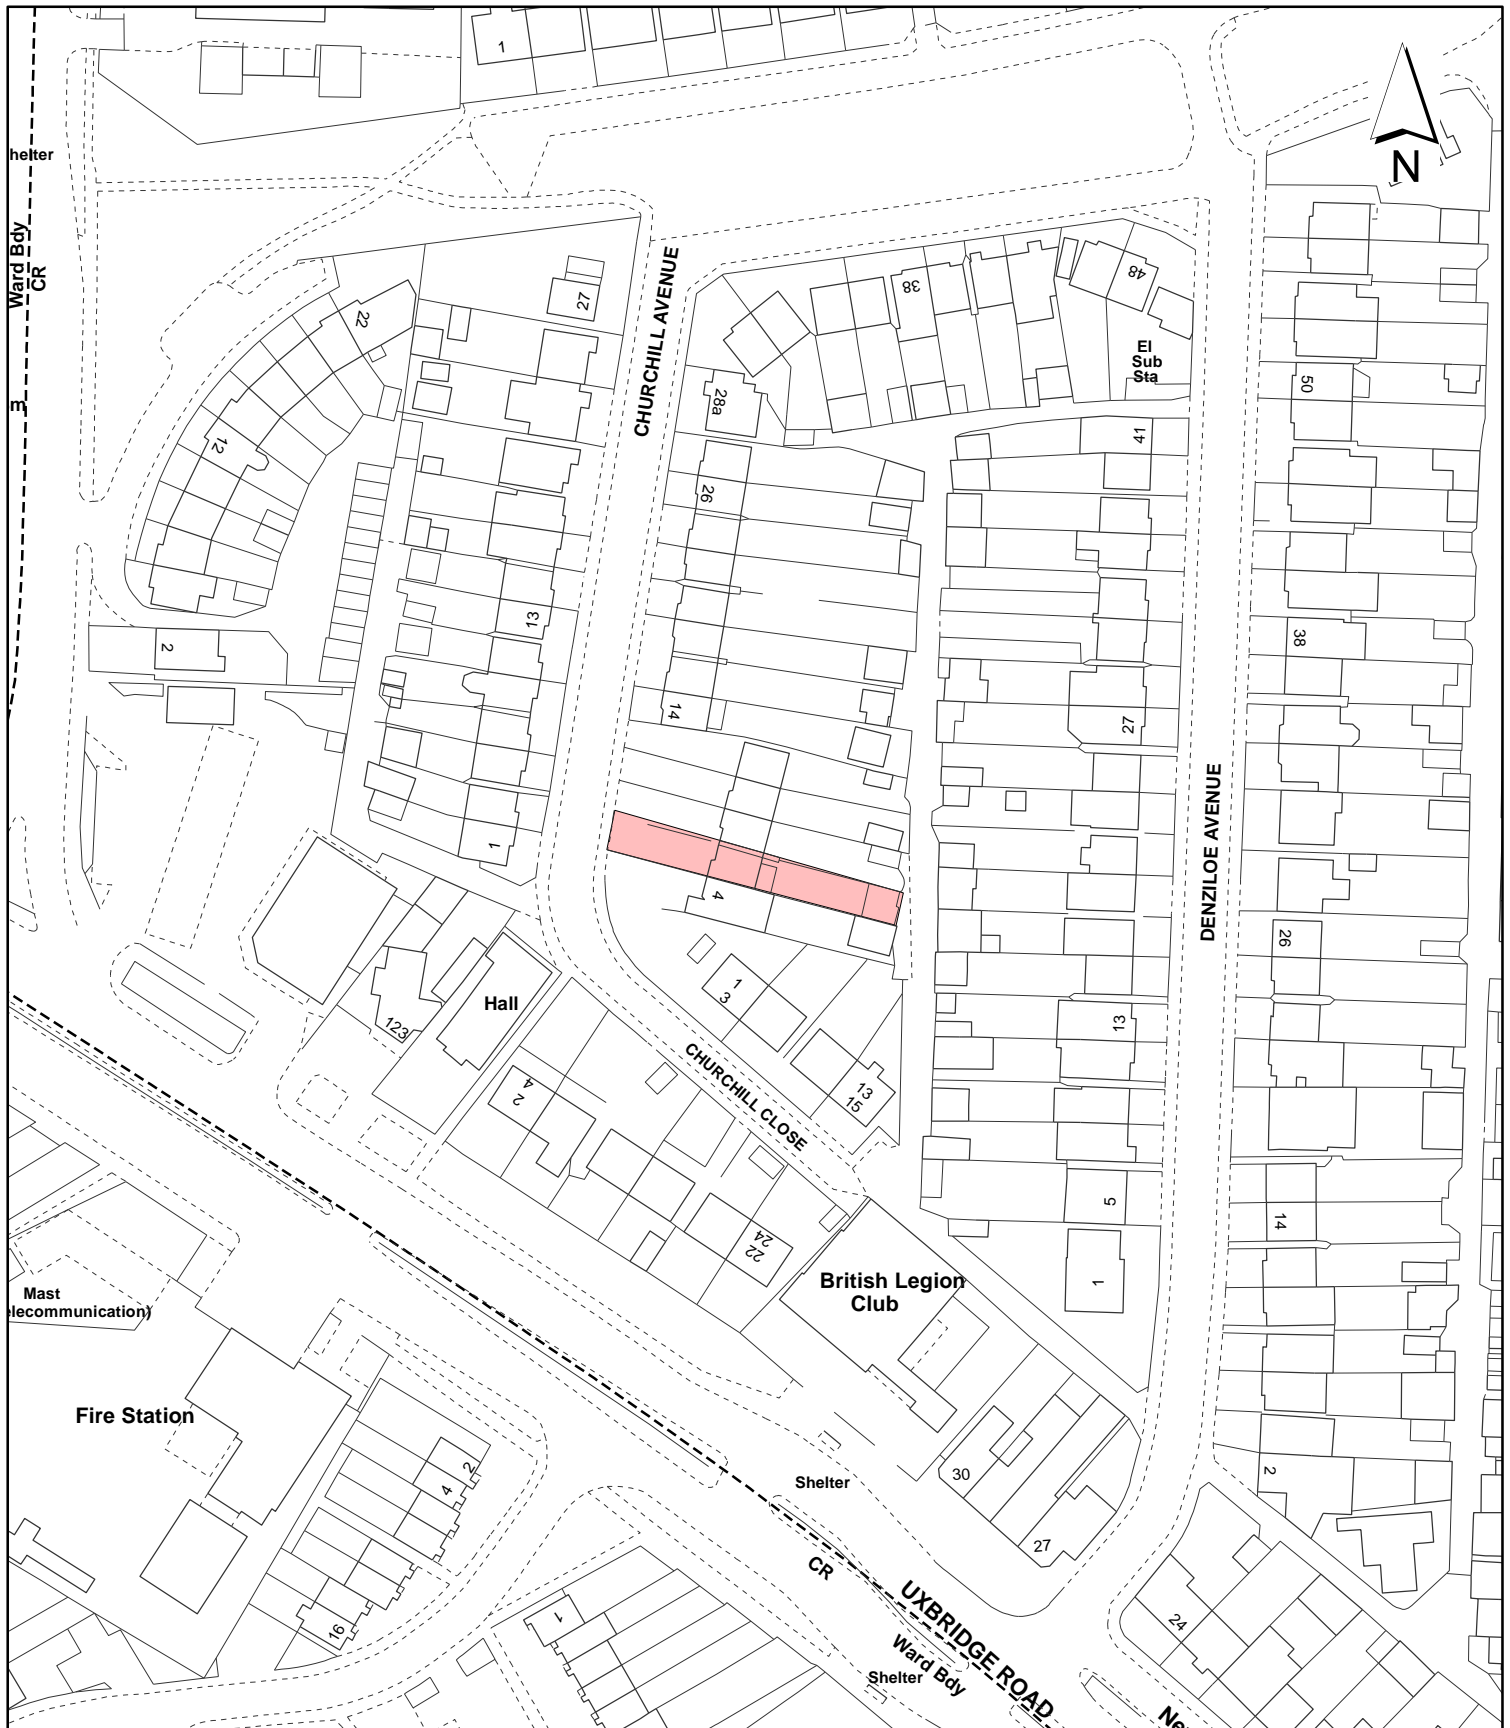 1
N
helter
Ward Bdy
CR
m
22
27
CHURCHILL AVENUE
38
48
El
Sub
Sta
28a
50
12
26
41
13
2
14
38
27
1
4
DENZILOE AVENUE
26
Hall
123
1
3
13
13
15
2
4
CHURCHILL CLOSE
5
14
22
24
British Legion
Club
1
Mast
elecommunication)
Fire Station
2
4
16
Shelter
30
27
2
CR
UXBRIDGE ROAD
Ward Bdy
Shelter
1
24
Ne